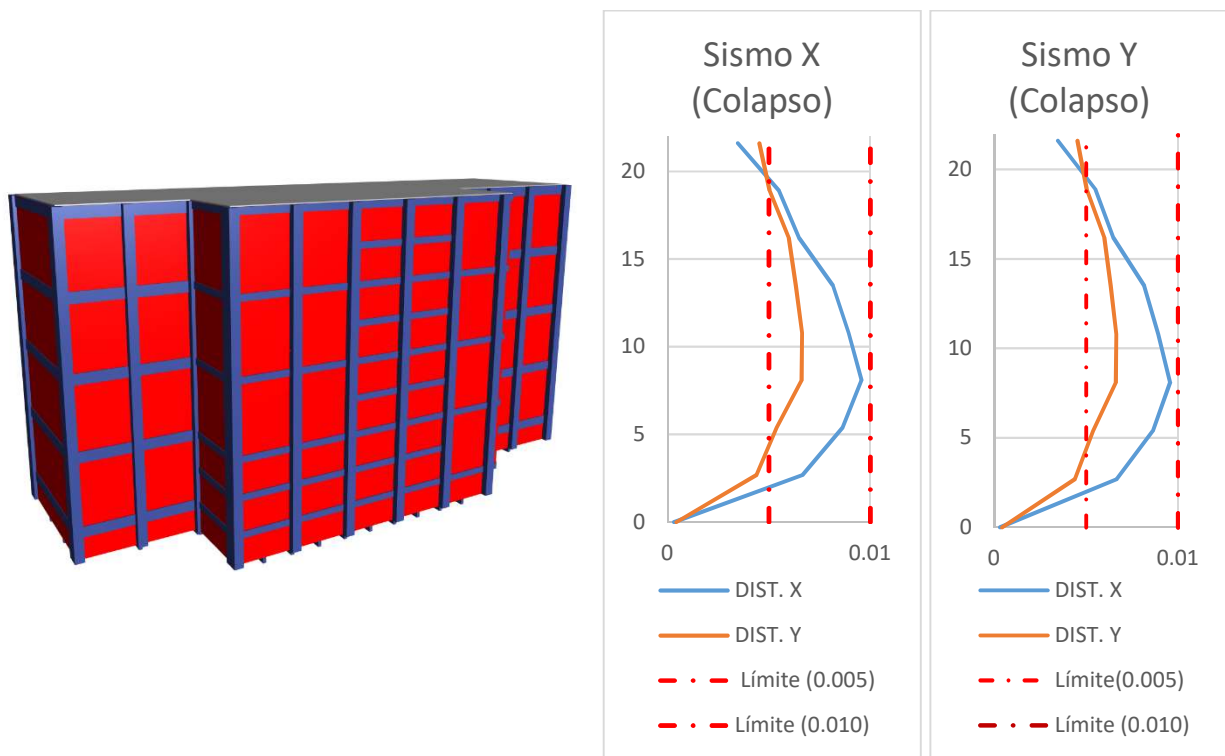 Sismo X
(Colapso)
20
15
10
5
0
0
0.01
DIST. X
DIST. Y
Límite (0.005)
Límite (0.010)
Sismo Y
(Colapso)
20
15
10
5
0
0
0.01
DIST. X
DIST. Y
Límite(0.005)
Límite (0.010)